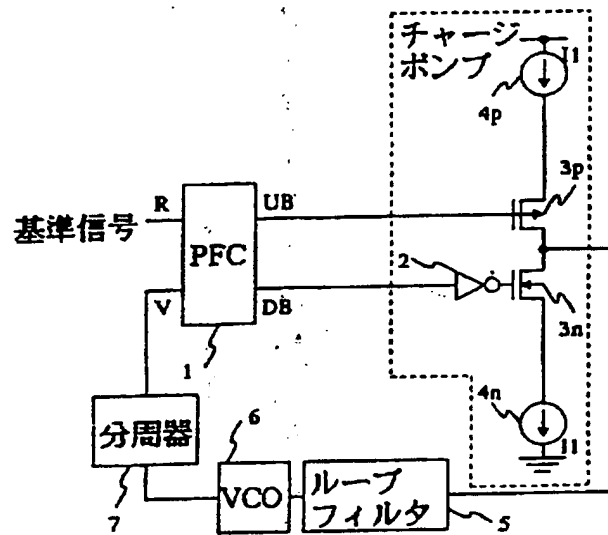 チャージ
ポンプ
I1
4p
3p
R
UB
基準信号
PFC
2
V
DB
3n
1
4n
I1
分周器
6
7
VCO
ループ
フィルタ
5